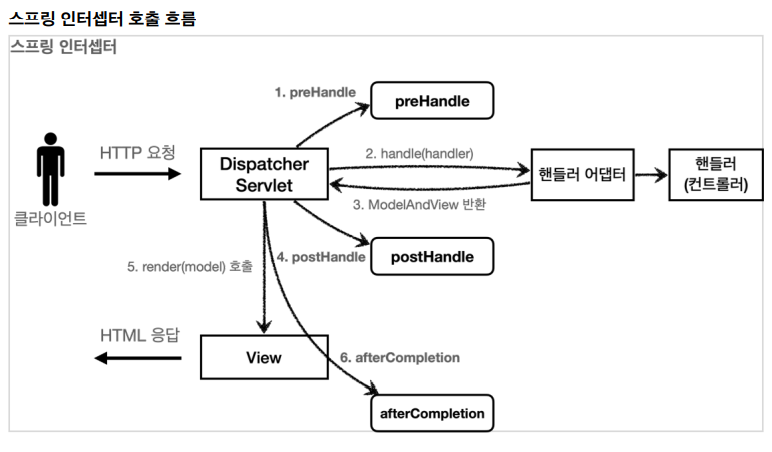 스프링 인터셉터 호출 흐름
스프링 인터셉터
1. preHandle
preHandle
HTTP 요청
클라이언트
Dispatcher
Servlet
2. handle(handler)
3. ModelAndView 반환
핸들러 어댑터
핸들러
(컨트롤러)
4. postHandle
postHandle
5. render(model) 호출
HTML 응답
View
6. afterCompletion
afterCompletion